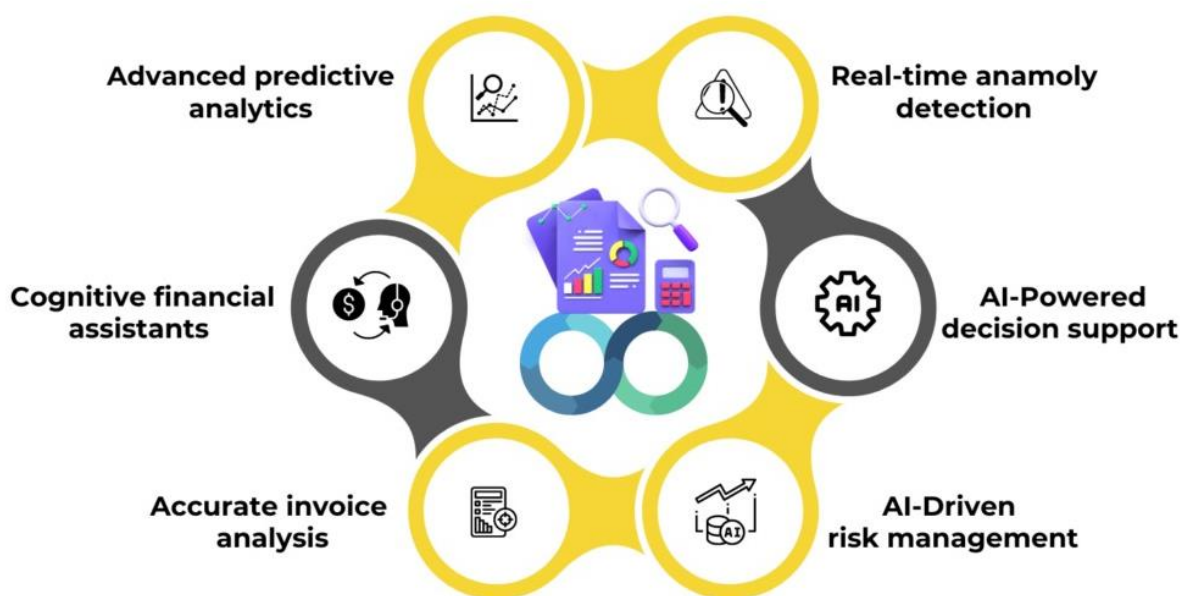 Advanced predictive
analytics
Real-time anamoly
detection
Cognitive financial
assistants
AI
AI-Powered
decision support
Accurate invoice
analysis
AI
AI-Driven
risk management